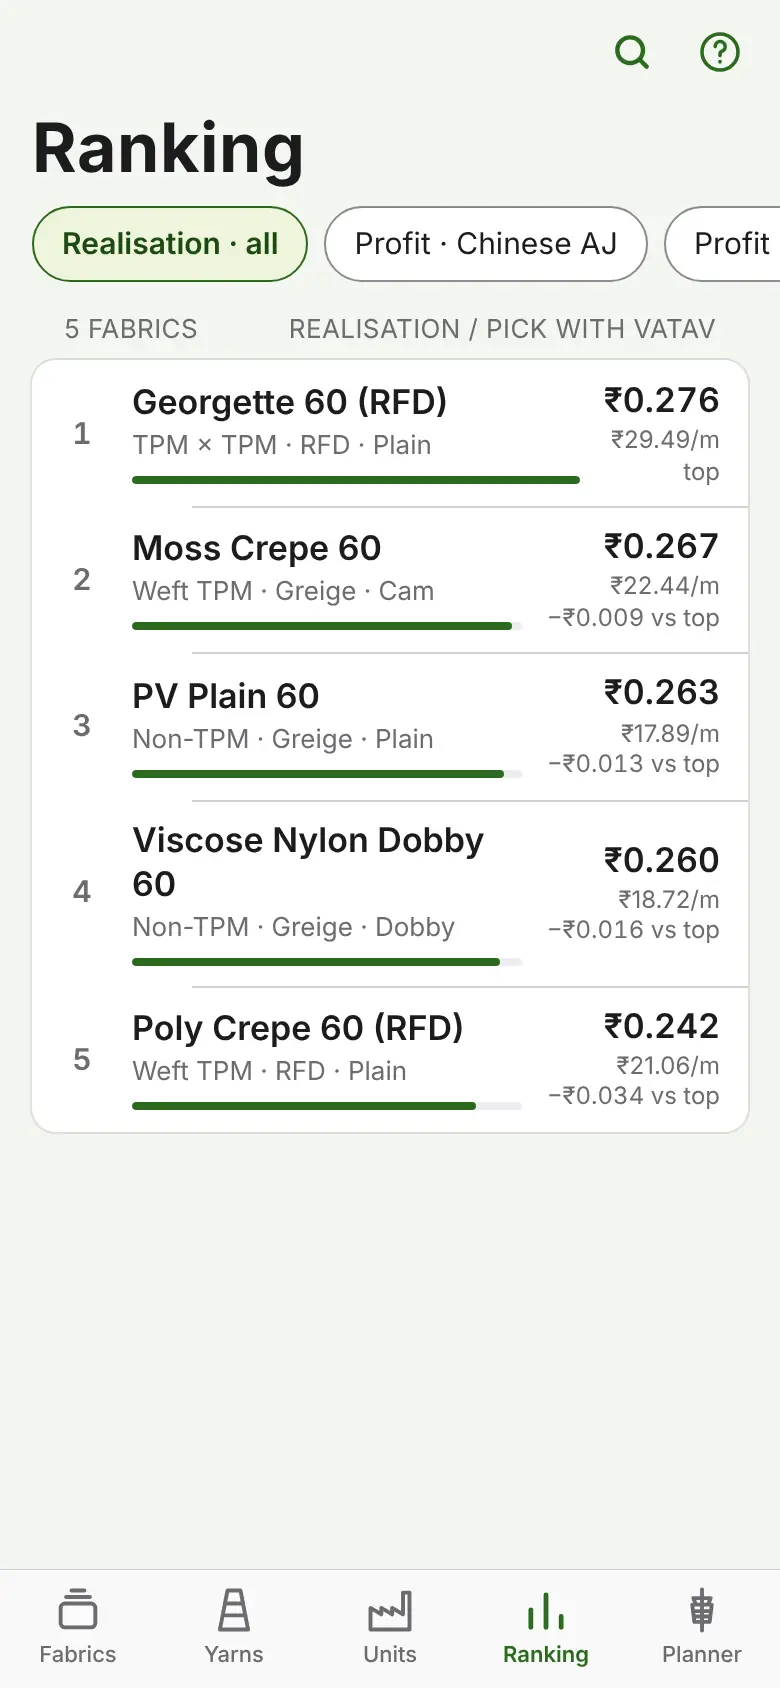 Ranking
Realisation · all
Profit · Chinese AJ
Profit
5 FABRICS
REALISATION / PICK WITH VATAV
1
Georgette 60 (RFD)
TPM × TPM · RFD · Plain
₹0.276
₹29.49/m
top
2
Moss Crepe 60
Weft TPM · Greige · Cam
₹0.267
₹22.44/m
−₹0.009 vs top
3
PV Plain 60
Non-TPM · Greige · Plain
₹0.263
₹17.89/m
−₹0.013 vs top
4
Viscose Nylon Dobby
60
Non-TPM · Greige · Dobby
₹0.260
₹18.72/m
−₹0.016 vs top
5
Poly Crepe 60 (RFD)
Weft TPM · RFD · Plain
₹0.242
₹21.06/m
−₹0.034 vs top
Fabrics
Yarns
Units
Ranking
Planner